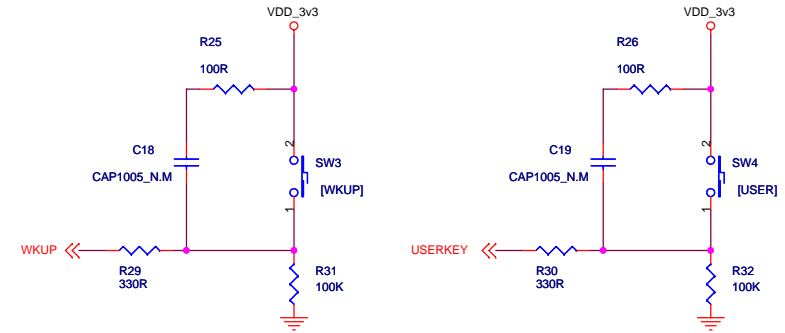 VDD_3v3
R25
100R
C18
CAP1005_N.M
2
SW3
[WKUP]
1
WKUP
R29
330R
R31
100K
VDD_3v3
R26
100R
C19
CAP1005_N.M
2
SW4
[USER]
1
USERKEY
R30
330R
R32
100K